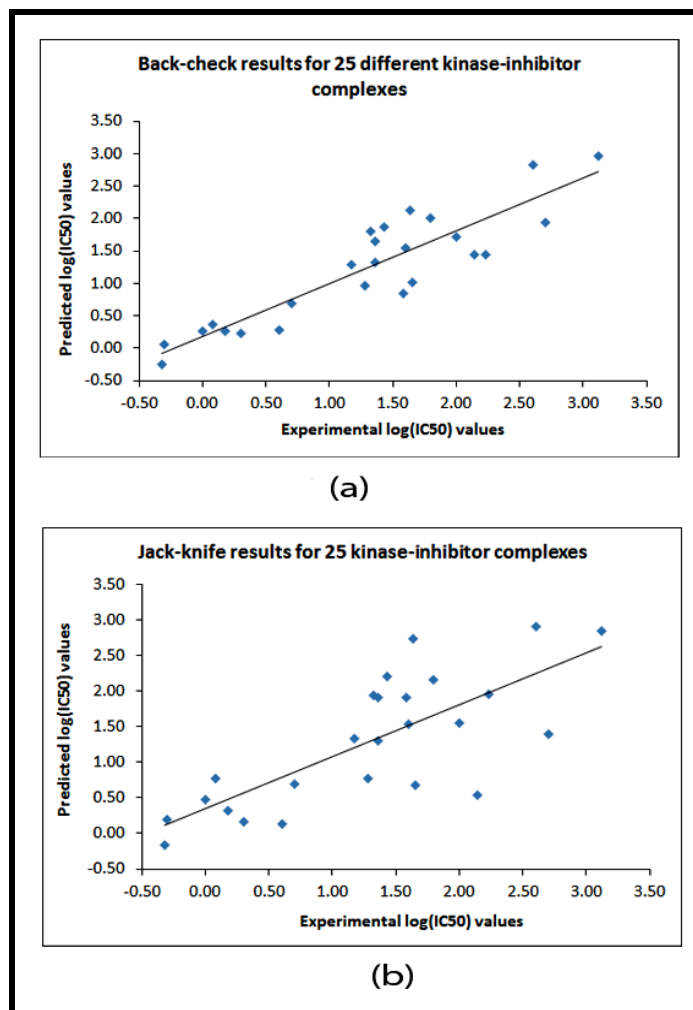 Back-check results for 25 different kinase-inhibitor
complexes
3.50
3.00
2.50
2.00
1.50
1.00
0.50
0.00
-0.50
Predicted log(IC50) values
-0.50 0.00 0.50 1.00 1.50 2.00 2.50 3.00 3.50
Experimental log(IC50) values
(a)
Jack-knife results for 25 kinase-inhibitor complexes
3.50
3.00
2.50
2.00
1.50
1.00
0.50
0.00
-0.50
Predicted log(IC50) values
-0.50 0.00 0.50 1.00 1.50 2.00 2.50 3.00 3.50
Experimental log(IC50) values
(b)